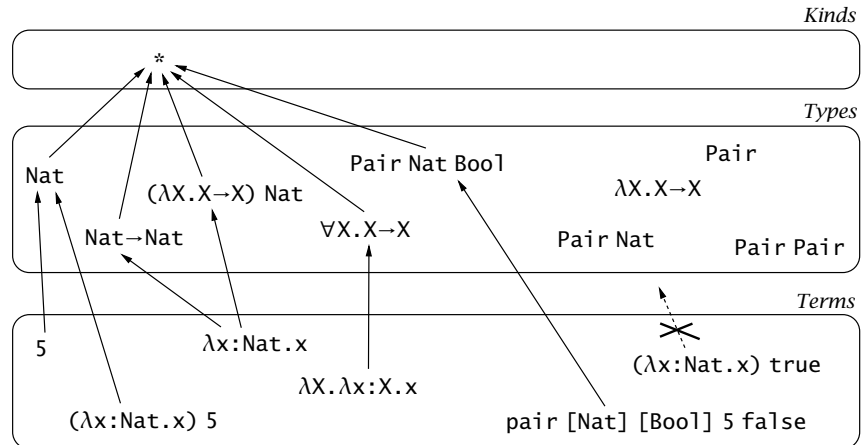 Kinds
*
Types
Pair
Nat
Pair Nat Bool
(λX.X→X) Nat
λX.X→X
Nat→Nat
∀X.X→X
Pair Nat
Pair Pair
Terms
5
λx:Nat.x
(λx:Nat.x) true
λX.λx:X.x
(λx:Nat.x) 5
pair [Nat] [Bool] 5 false